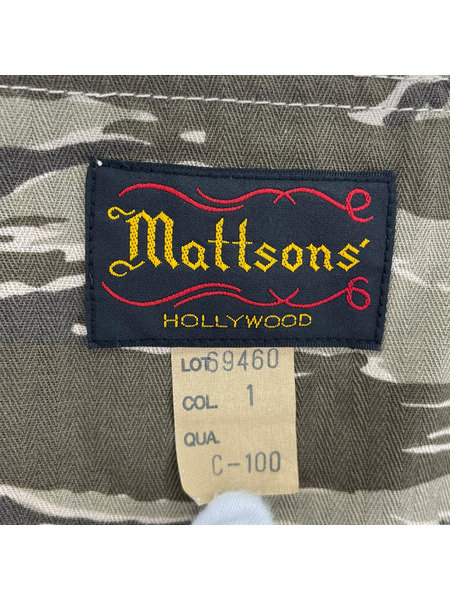 Mattsons'
HOLLYWOOD
LOT 69460
COL. 1
QUA.
C-100